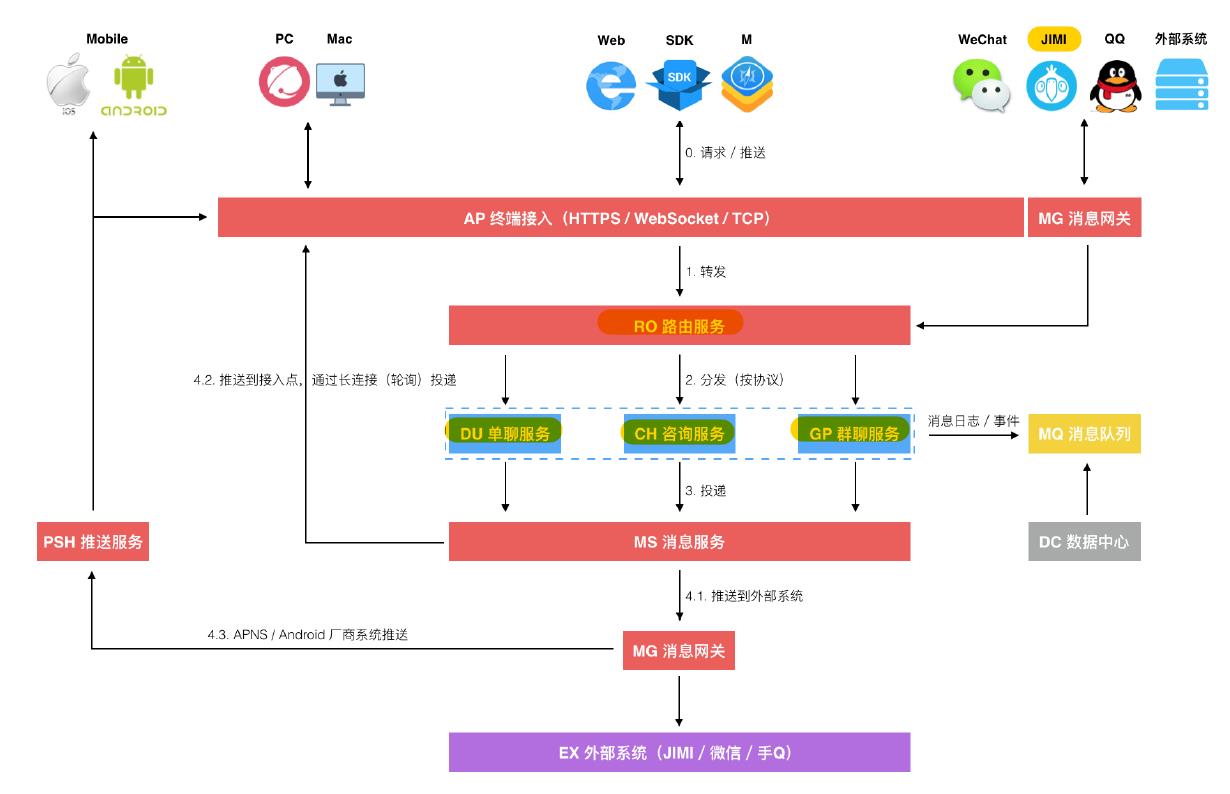 Mobile
PC
Mac
Web
SDK
M
WeChat
JIMI
QQ
外部系统
iOS
ANDROID
SDK
0. 请求 / 推送
AP 终端接入（HTTPS / WebSocket / TCP）
MG 消息网关
1. 转发
RO 路由服务
4.2. 推送到接入点，通过长连接（轮询）投递
2. 分发（按协议）
DU 单聊服务
CH 咨询服务
GP 群聊服务
消息日志 / 事件
MQ 消息队列
3. 投递
PSH 推送服务
MS 消息服务
DC 数据中心
4.1. 推送到外部系统
4.3. APNS / Android 厂商系统推送
MG 消息网关
EX 外部系统（JIMI / 微信 / 手Q）